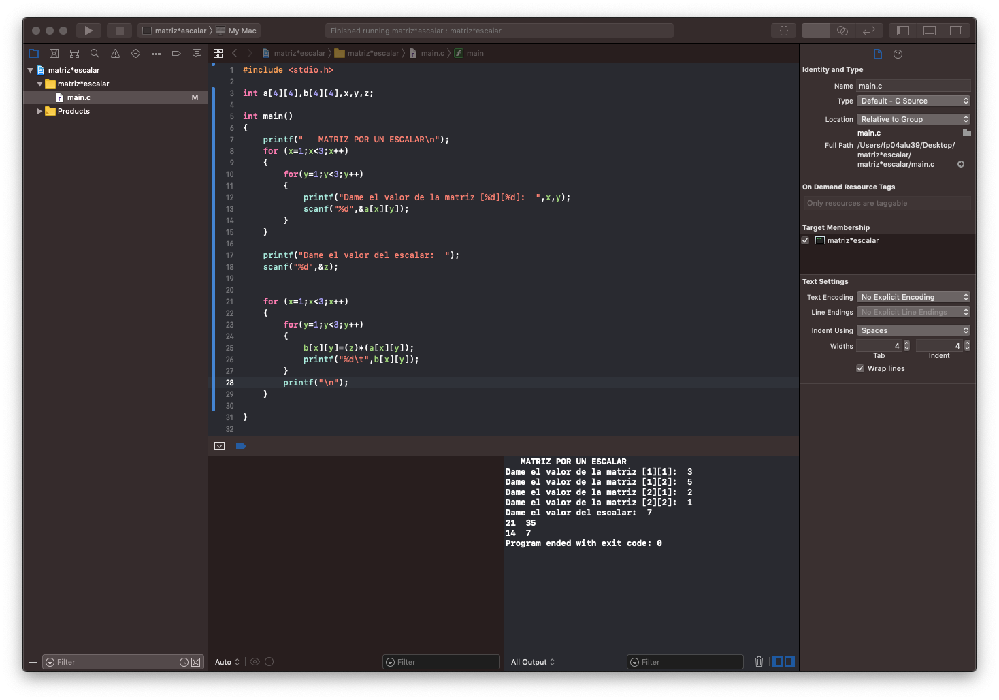 matriz*escalar My Mac
Finished running matriz*escalar : matriz*escalar
{ }
matriz*escalar
matriz*escalar
main.c M
Products
Filter
matriz*escalar matriz*escalar main.c main
1 #include <stdio.h>
2
3 int a[4][4],b[4][4],x,y,z;
4
5 int main()
6 {
7 printf("   MATRIZ POR UN ESCALAR\n");
8 for (x=1;x<3;x++)
9 {
10 for(y=1;y<3;y++)
11 {
12 printf("Dame el valor de la matriz [%d][%d]:  ",x,y);
13 scanf("%d",&a[x][y]);
14 }
15 }
16
17 printf("Dame el valor del escalar:  ");
18 scanf("%d",&z);
19
20
21 for (x=1;x<3;x++)
22 {
23 for(y=1;y<3;y++)
24 {
25 b[x][y]=(z)*(a[x][y]);
26 printf("%d\t",b[x][y]);
27 }
28 printf("\n");
29 }
30
31 }
32
Auto
Filter
MATRIZ POR UN ESCALAR
Dame el valor de la matriz [1][1]:  3
Dame el valor de la matriz [1][2]:  5
Dame el valor de la matriz [2][1]:  2
Dame el valor de la matriz [2][2]:  1
Dame el valor del escalar:  7
21  35
14  7
Program ended with exit code: 0
All Output
Filter
Identity and Type
Name main.c
Type Default - C Source
Location Relative to Group
main.c
Full Path /Users/fp04alu39/Desktop/
matriz*escalar/
matriz*escalar/main.c
On Demand Resource Tags
Only resources are taggable
Target Membership
matriz*escalar
Text Settings
Text Encoding No Explicit Encoding
Line Endings No Explicit Line Endings
Indent Using Spaces
Widths 4 4
Tab Indent
Wrap lines